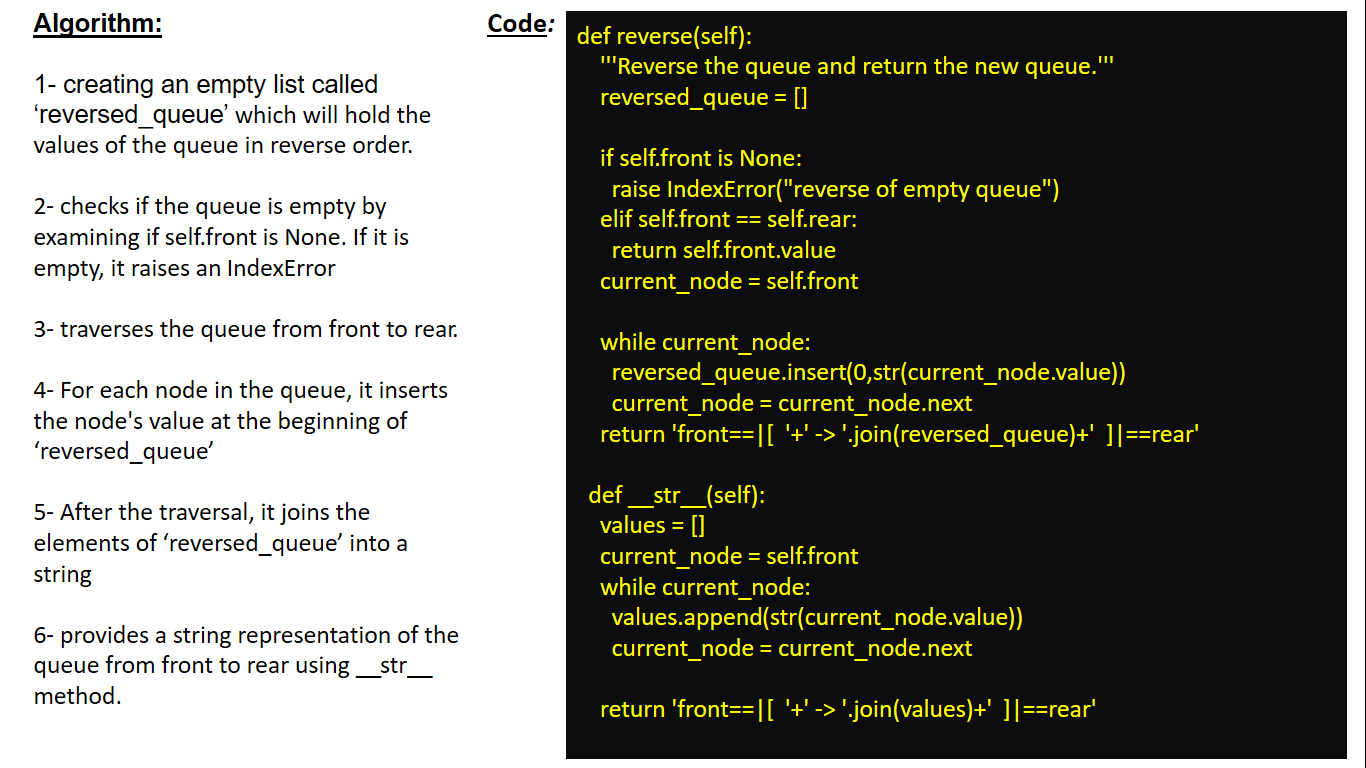 Algorithm:
1- creating an empty list called
‘reversed_queue’ which will hold the
values of the queue in reverse order.
2- checks if the queue is empty by
examining if self.front is None. If it is
empty, it raises an IndexError
3- traverses the queue from front to rear.
4- For each node in the queue, it inserts
the node's value at the beginning of
‘reversed_queue’
5- After the traversal, it joins the
elements of ‘reversed_queue’ into a
string
6- provides a string representation of the
queue from front to rear using __str__
method.
Code:
def reverse(self):
'''Reverse the queue and return the new queue.'''
reversed_queue = []
if self.front is None:
raise IndexError("reverse of empty queue")
elif self.front == self.rear:
return self.front.value
current_node = self.front
while current_node:
reversed_queue.insert(0,str(current_node.value))
current_node = current_node.next
return 'front==|[  '+' -> '.join(reversed_queue)+'  ]|==rear'
def __str__(self):
values = []
current_node = self.front
while current_node:
values.append(str(current_node.value))
current_node = current_node.next
return 'front==|[  '+' -> '.join(values)+'  ]|==rear'